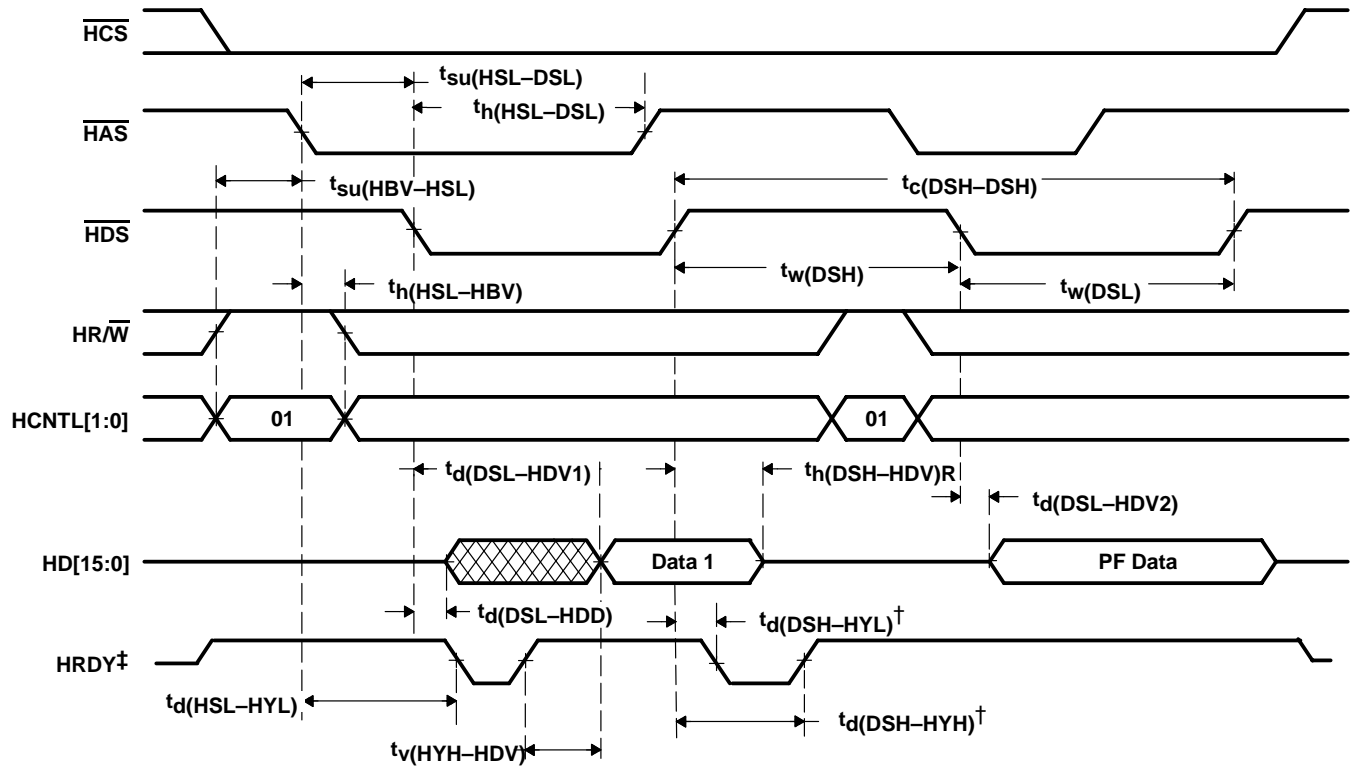 HCS
tsu(HSL–DSL)
th(HSL–DSL)
HAS
tsu(HBV–HSL)
tc(DSH–DSH)
HDS
tw(DSH)
tw(DSL)
th(HSL–HBV)
HR/W
HCNTL[1:0]
01
01
td(DSL–HDV1)
th(DSH–HDV)R
td(DSL–HDV2)
HD[15:0]
Data 1
PF Data
td(DSL–HDD)
td(DSH–HYL)†
HRDY‡
td(HSL–HYL)
td(DSH–HYH)†
tv(HYH–HDV)